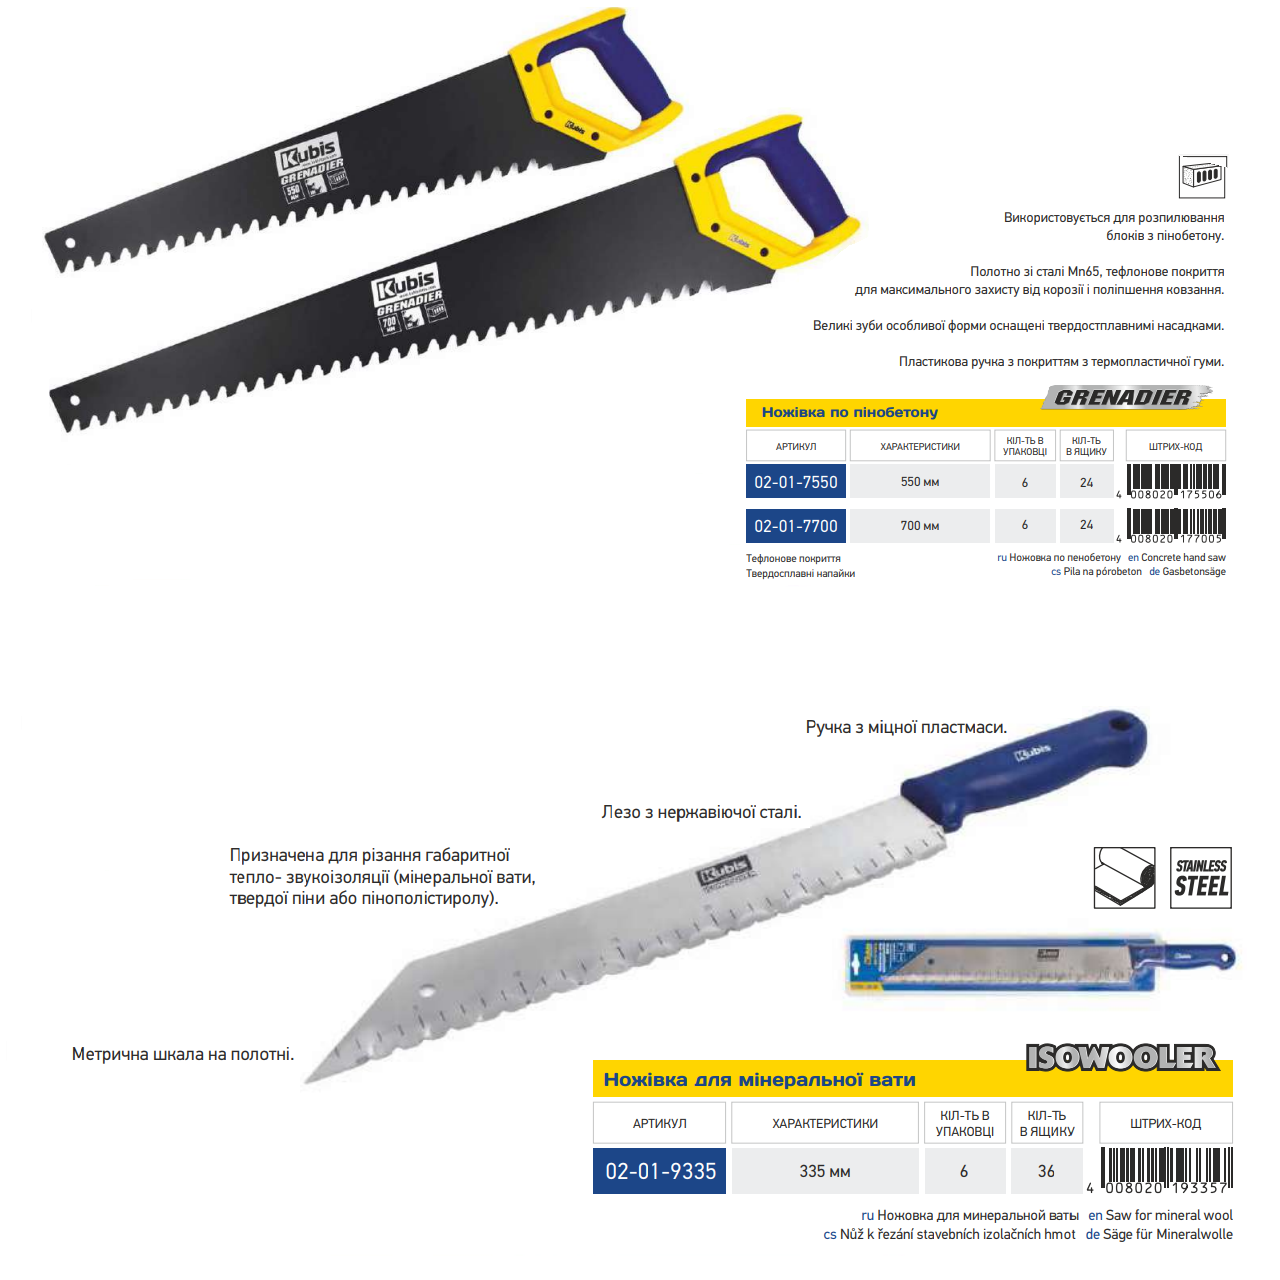 Kubis
Kubis
GRENADIER
550
мм
Kubis
Kubis
GRENADIER
700
мм
Використовується для розпилювання
блоків з пінобетону.
Полотно зі сталі Mn65, тефлонове покриття
для максимального захисту від корозії і поліпшення ковзання.
Великі зуби особливої форми оснащені твердостплавнимі насадками.
Пластикова ручка з покриттям з термопластичної гуми.
GRENADIER
Ножівка по пінобетону
АРТИКУЛ ХАРАКТЕРИСТИКИ КІЛ-ТЬ В УПАКОВЦІ КІЛ-ТЬ В ЯЩИКУ ШТРИХ-КОД
02-01-7550 550 мм 6 24 4 008020 175506
02-01-7700 700 мм 6 24 4 008020 177005
Тефлонове покриття
Твердосплавні напайки
ru Ножовка по пенобетону en Concrete hand saw
cs Pila na pórobeton de Gasbetonsäge
Ручка з міцної пластмаси.
Kubis
Лезо з нержавіючої сталі.
Призначена для різання габаритної
тепло- звукоізоляції (мінеральної вати,
твердої піни або пінополістиролу).
Kubis
STAINLESS
STEEL
Метрична шкала на полотні.
ISOWOOLER
Ножівка для мінеральної вати
АРТИКУЛ ХАРАКТЕРИСТИКИ КІЛ-ТЬ В УПАКОВЦІ КІЛ-ТЬ В ЯЩИКУ ШТРИХ-КОД
02-01-9335 335 мм 6 36 4 008020 193357
ru Ножовка для минеральной ваты en Saw for mineral wool
cs Nůž k řezání stavebních izolačních hmot de Säge für Mineralwolle